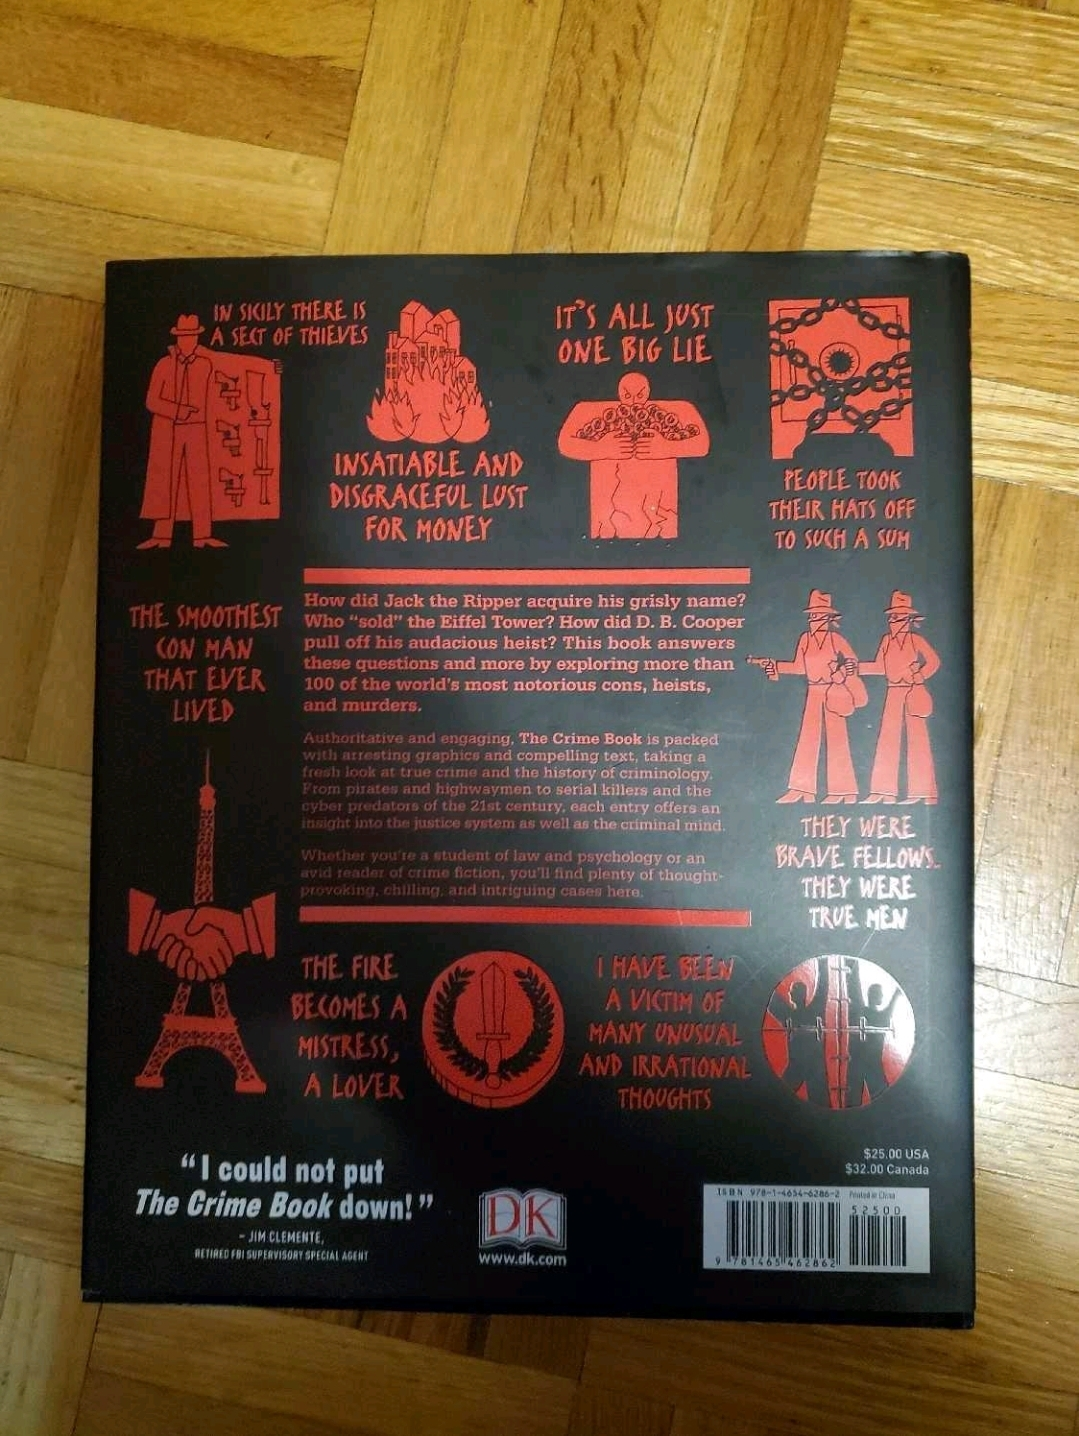 IN SICILY THERE IS
A SECT OF THIEVES
INSATIABLE AND
DISGRACEFUL LUST
FOR MONEY
IT'S ALL JUST
ONE BIG LIE
PEOPLE TOOK
THEIR HATS OFF
TO SUCH A SUM
THE SMOOTHEST
CON MAN
THAT EVER
LIVED
How did Jack the Ripper acquire his grisly name?
Who "sold" the Eiffel Tower? How did D. B. Cooper
pull off his audacious heist? This book answers
these questions and more by exploring more than
100 of the world's most notorious cons, heists,
and murders.
Authoritative and engaging, The Crime Book is packed
with arresting graphics and compelling text, taking a
fresh look at true crime and the history of criminology.
From pirates and highwaymen to serial killers and the
cyber predators of the 21st century, each entry offers an
insight into the justice system as well as the criminal mind.
Whether you're a student of law and psychology or an
avid reader of crime fiction, you'll find plenty of thought-
provoking, chilling, and intriguing cases here.
THEY WERE
BRAVE FELLOWS.
THEY WERE
TRUE MEN
THE FIRE
BECOMES A
MISTRESS,
A LOVER
I HAVE BEEN
A VICTIM OF
MANY UNUSUAL
AND IRRATIONAL
THOUGHTS
"I could not put
The Crime Book down!"
- JIM CLEMENTE,
RETIRED FBI SUPERVISORY SPECIAL AGENT
DK
www.dk.com
$25.00 USA
$32.00 Canada
ISBN 978-1-4654-6286-2 Printed in China
52500
9 781465 462862